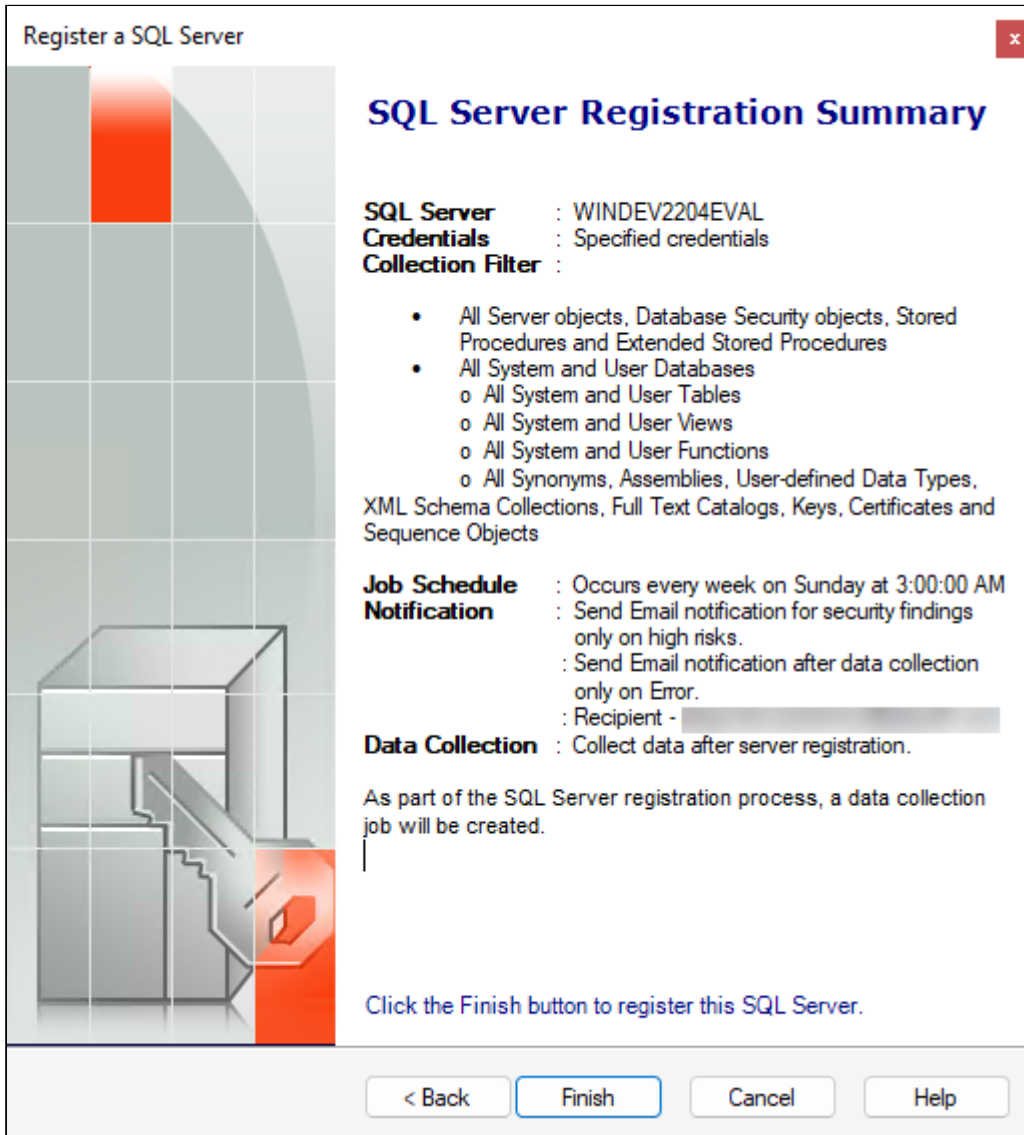 Register a SQL Server
x
SQL Server Registration Summary
SQL Server : WINDEV2204EVAL
Credentials : Specified credentials
Collection Filter :
• All Server objects, Database Security objects, Stored
Procedures and Extended Stored Procedures
• All System and User Databases
o All System and User Tables
o All System and User Views
o All System and User Functions
o All Synonyms, Assemblies, User-defined Data Types,
XML Schema Collections, Full Text Catalogs, Keys, Certificates and
Sequence Objects
Job Schedule : Occurs every week on Sunday at 3:00:00 AM
Notification : Send Email notification for security findings
only on high risks.
: Send Email notification after data collection
only on Error.
: Recipient -
Data Collection : Collect data after server registration.
As part of the SQL Server registration process, a data collection
job will be created.
Click the Finish button to register this SQL Server.
< Back Finish Cancel Help